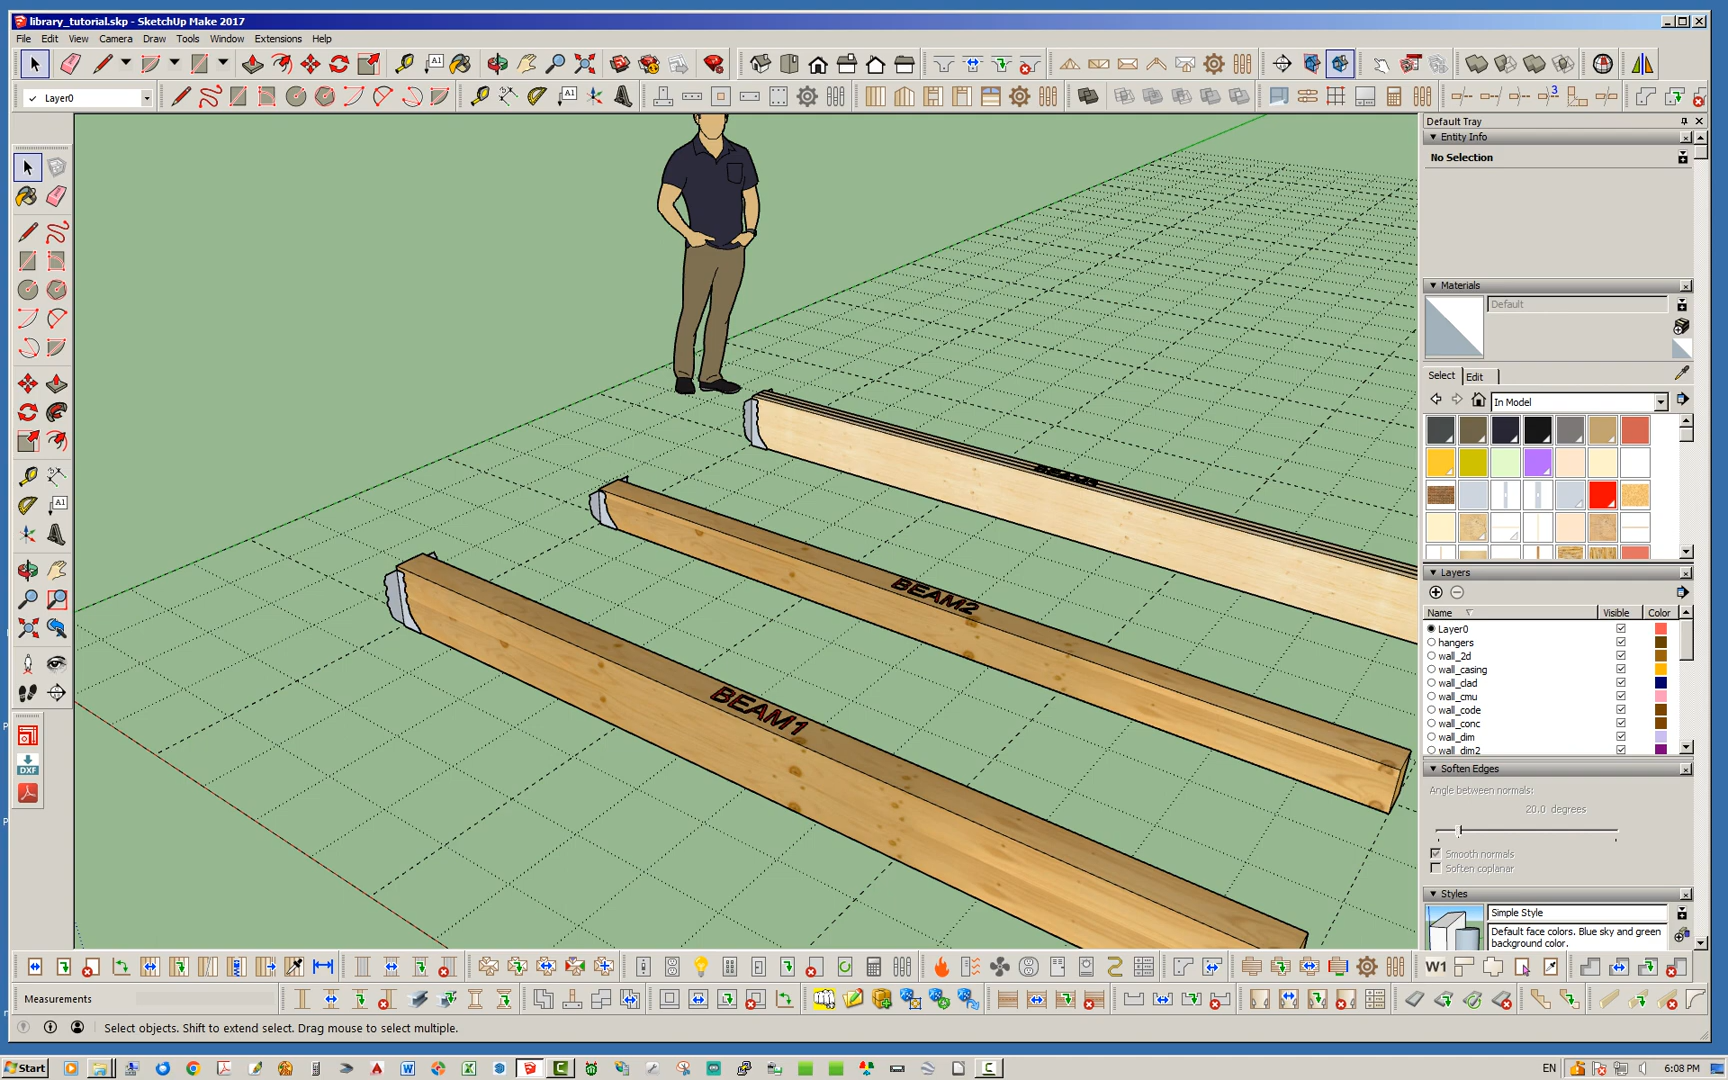 library_tutorial.skp - SketchUp Make 2017
File Edit View Camera Draw Tools Window Extensions Help
Layer0
Default Tray
Entity Info
No Selection
Materials
Default
Select Edit
In Model
BEAM3
BEAM2
BEAM1
Layers
Name Visible Color
Layer0
hangers
wall_2d
wall_casing
wall_clad
wall_cmu
wall_code
wall_conc
wall_dim
wall_dim2
Soften Edges
Angle between normals:
20.0 degrees
Smooth normals
Soften coplanar
Styles
Simple Style
Default face colors. Blue sky and green
background color.
DXF
W1
Measurements
Select objects. Shift to extend select. Drag mouse to select multiple.
Start
EN
6:08 PM